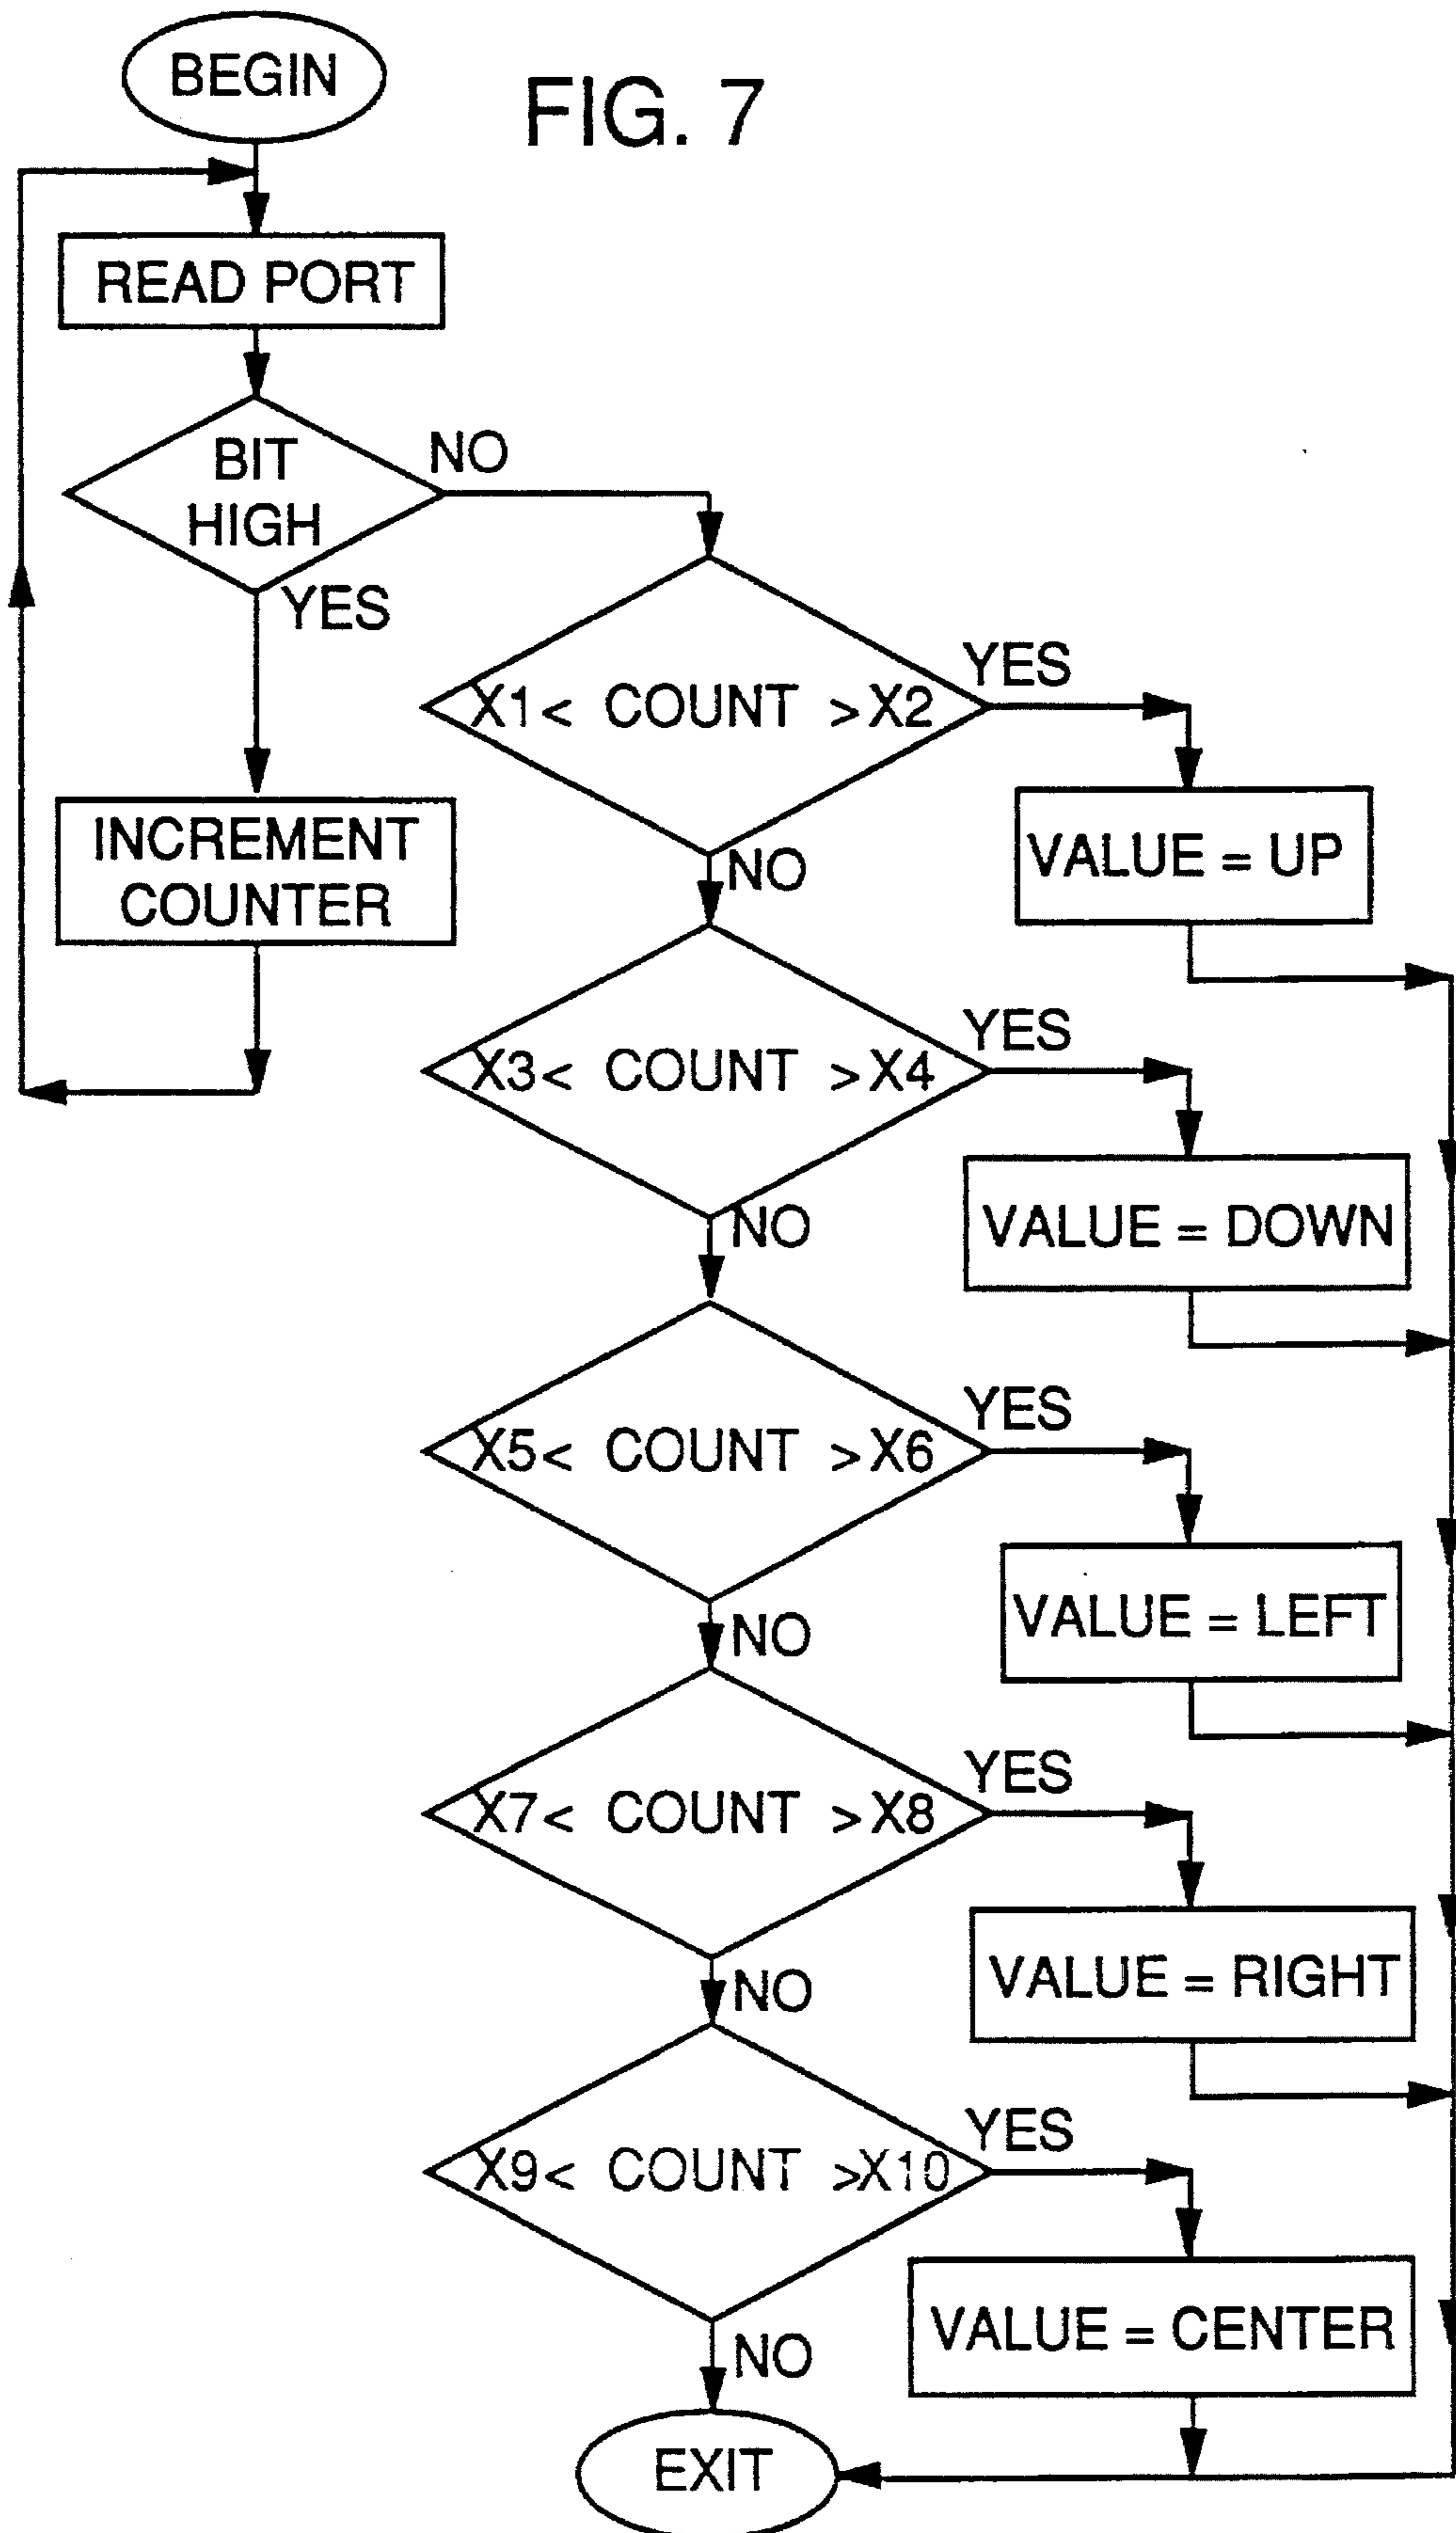 BEGIN
FIG. 7
READ PORT
BIT
HIGH
NO
YES
INCREMENT
COUNTER
X1< COUNT >X2
YES
VALUE = UP
NO
X3< COUNT >X4
YES
VALUE = DOWN
NO
X5< COUNT >X6
YES
VALUE = LEFT
NO
X7< COUNT >X8
YES
VALUE = RIGHT
NO
X9< COUNT >X10
YES
VALUE = CENTER
NO
EXIT